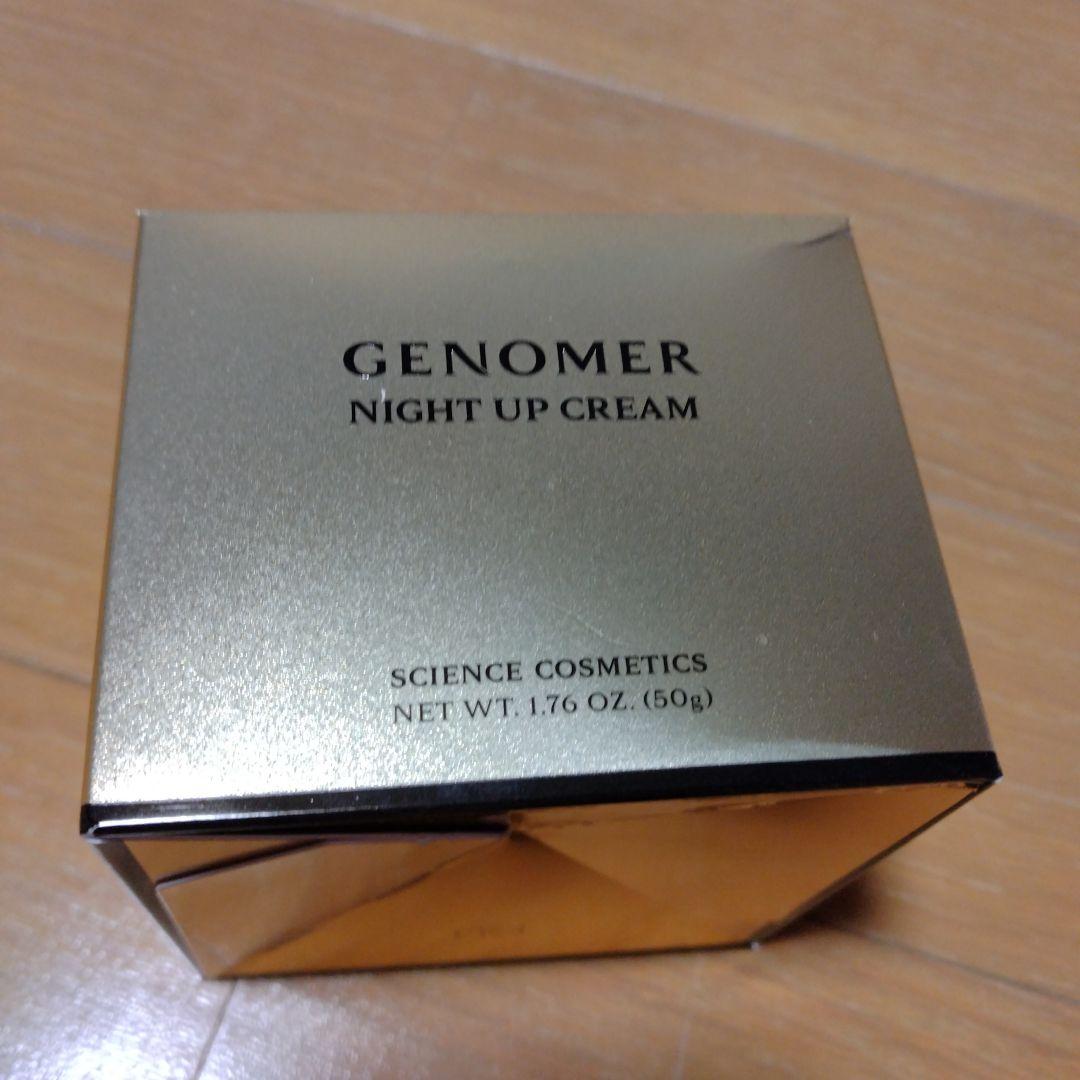 GENOMER
NIGHT UP CREAM
SCIENCE COSMETICS
NET WT. 1.76 OZ. (50g)